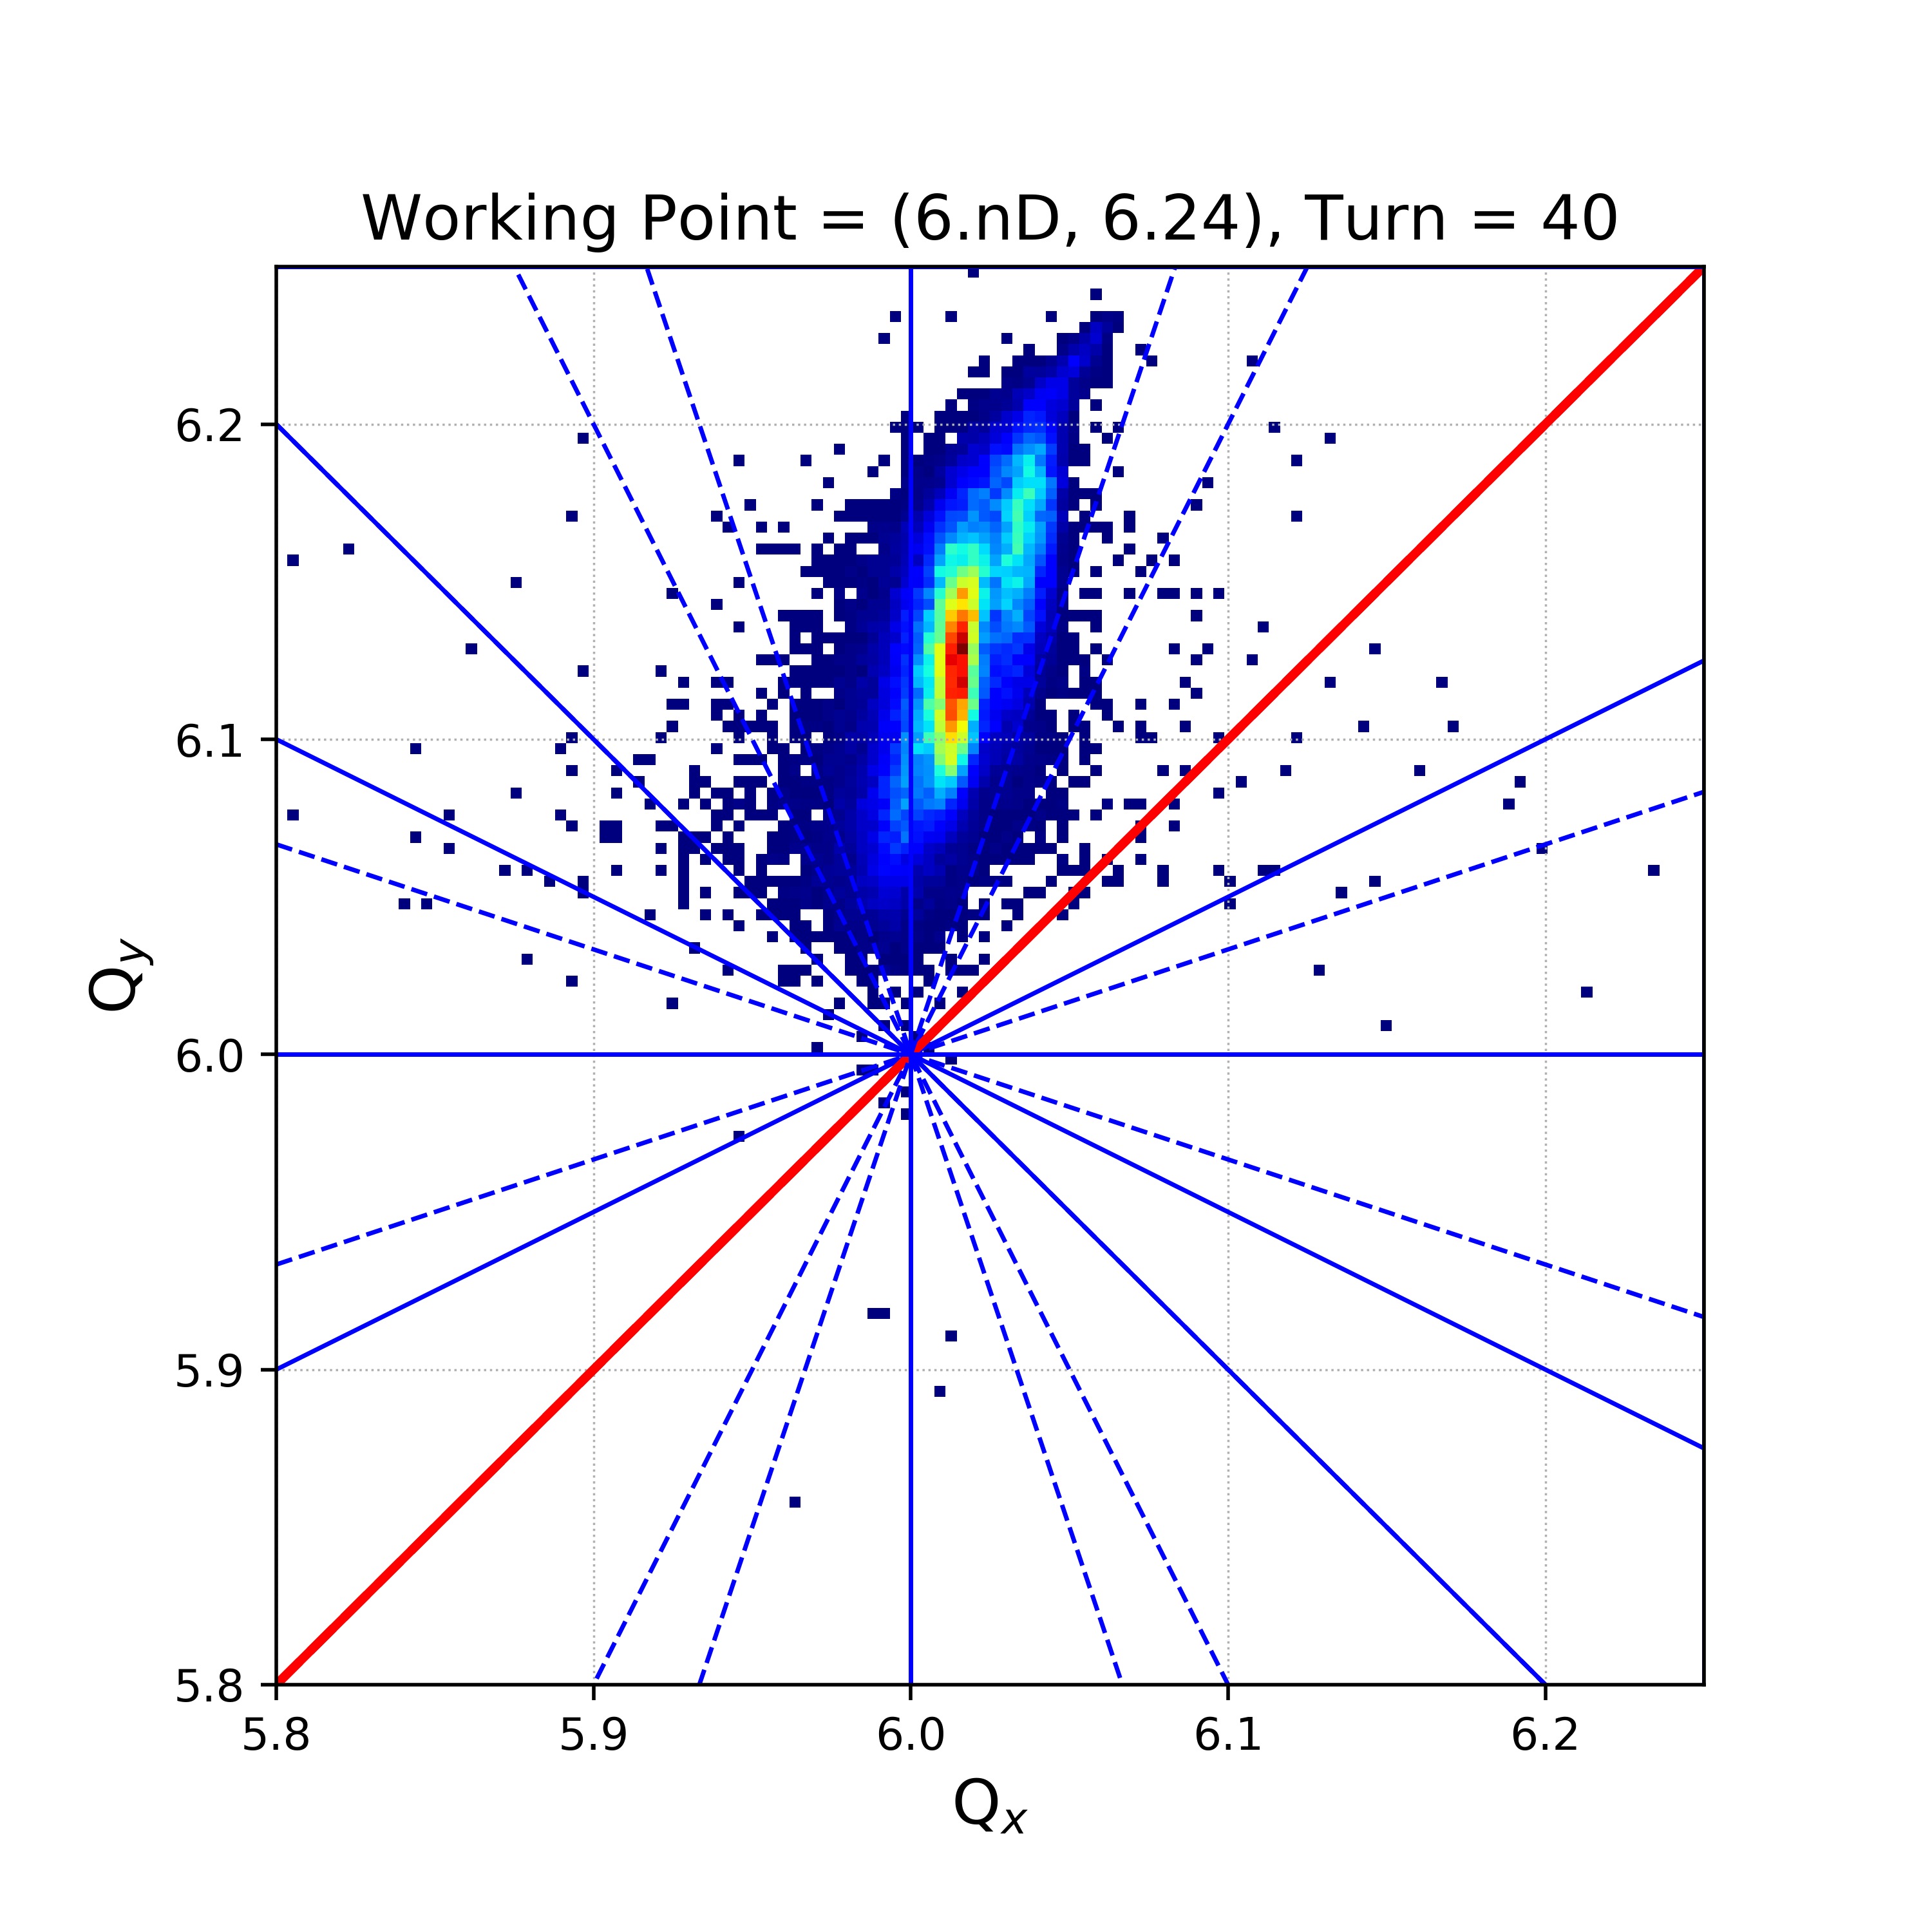 Working Point = (6.nD, 6.24), Turn = 40
6.2
6.1
6.0
5.9
5.8
Qy
5.8 5.9 6.0 6.1 6.2
Qx